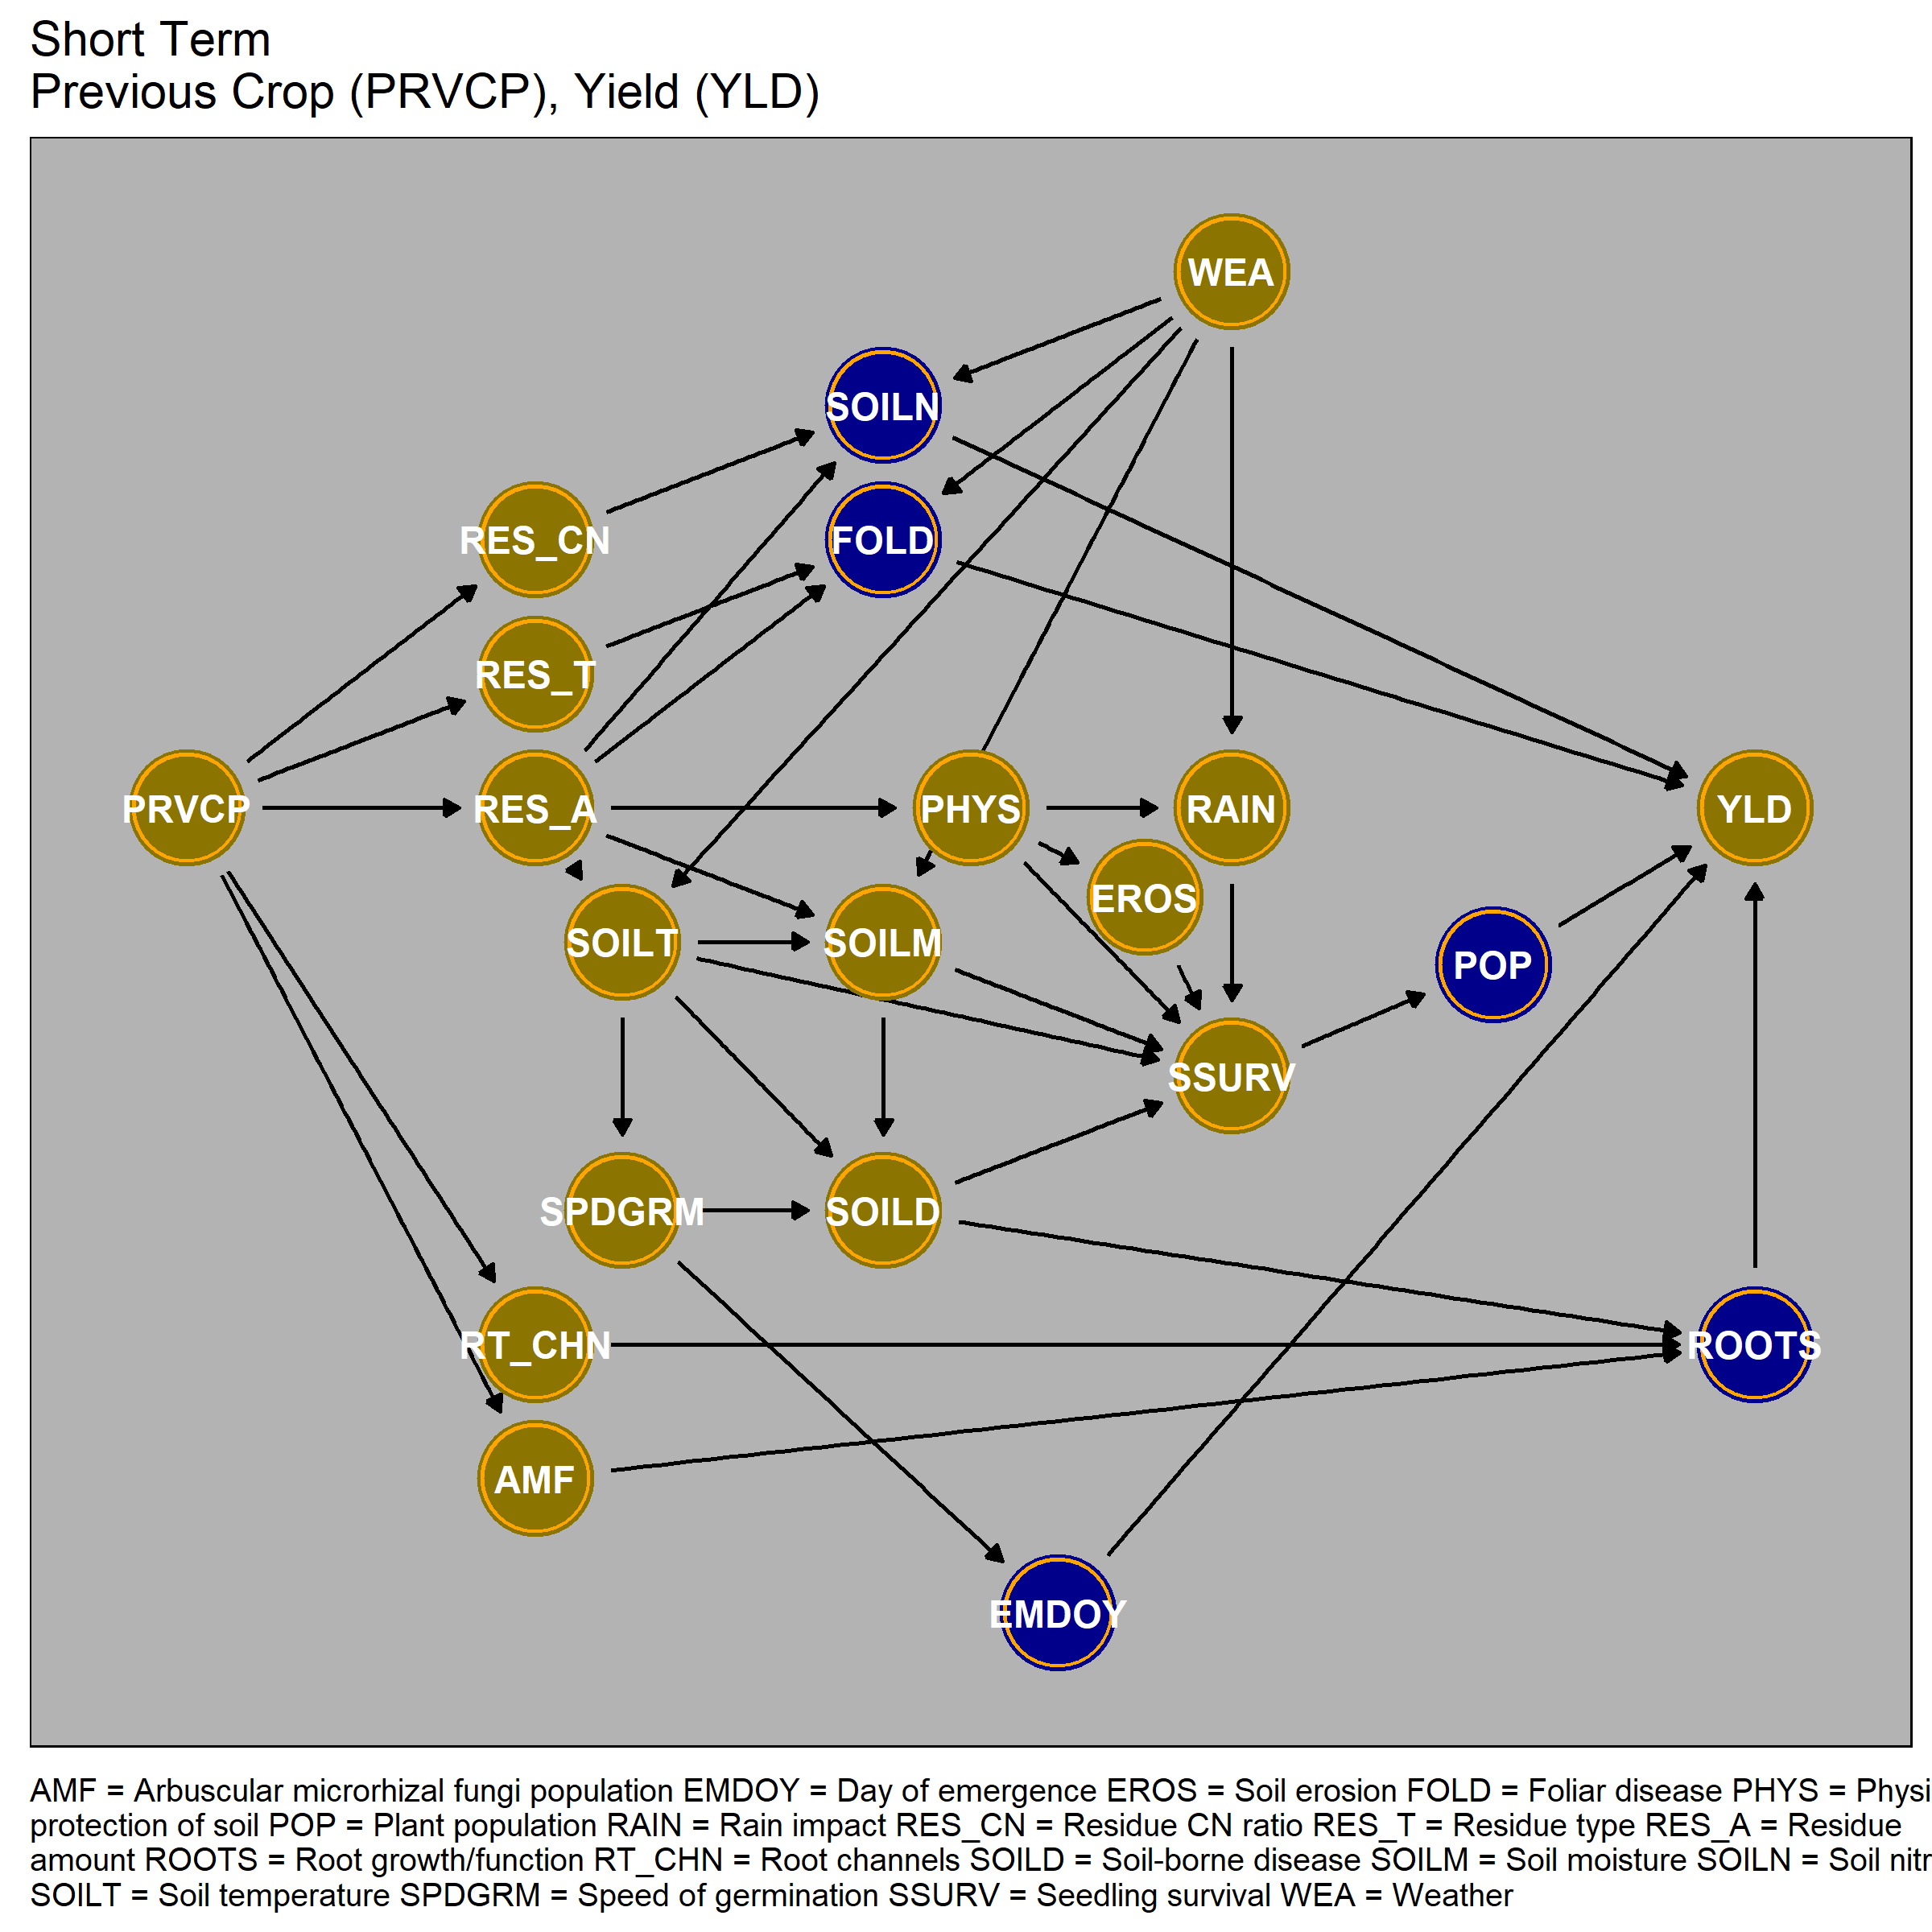 Short Term
Previous Crop (PRVCP), Yield (YLD)
WEA
SOILN
RES_CN
FOLD
RES_T
PRVCP
RES_A
PHYS
RAIN
YLD
EROS
SOILT
SOILM
POP
SSURV
SPDGRM
SOILD
RT_CHN
ROOTS
AMF
EMDOY
AMF = Arbuscular microrhizal fungi population EMDOY = Day of emergence EROS = Soil erosion FOLD = Foliar disease PHYS = Physi
protection of soil POP = Plant population RAIN = Rain impact RES_CN = Residue CN ratio RES_T = Residue type RES_A = Residue
amount ROOTS = Root growth/function RT_CHN = Root channels SOILD = Soil-borne disease SOILM = Soil moisture SOILN = Soil nitr
SOILT = Soil temperature SPDGRM = Speed of germination SSURV = Seedling survival WEA = Weather